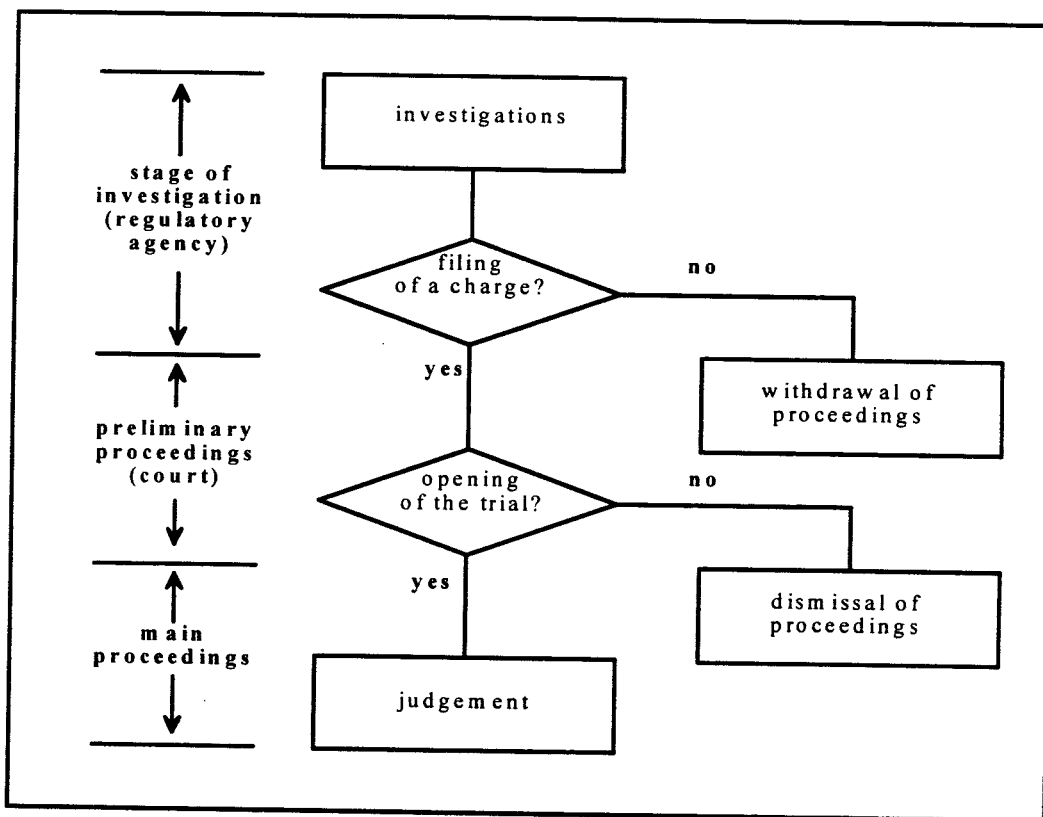 investigations
stage of
investigation
(regulatory
agency)
filing
of a charge?
no
yes
withdrawal of
proceedings
preliminary
proceedings
(court)
opening
of the trial?
no
yes
dismissal of
proceedings
main
proceedings
judgement